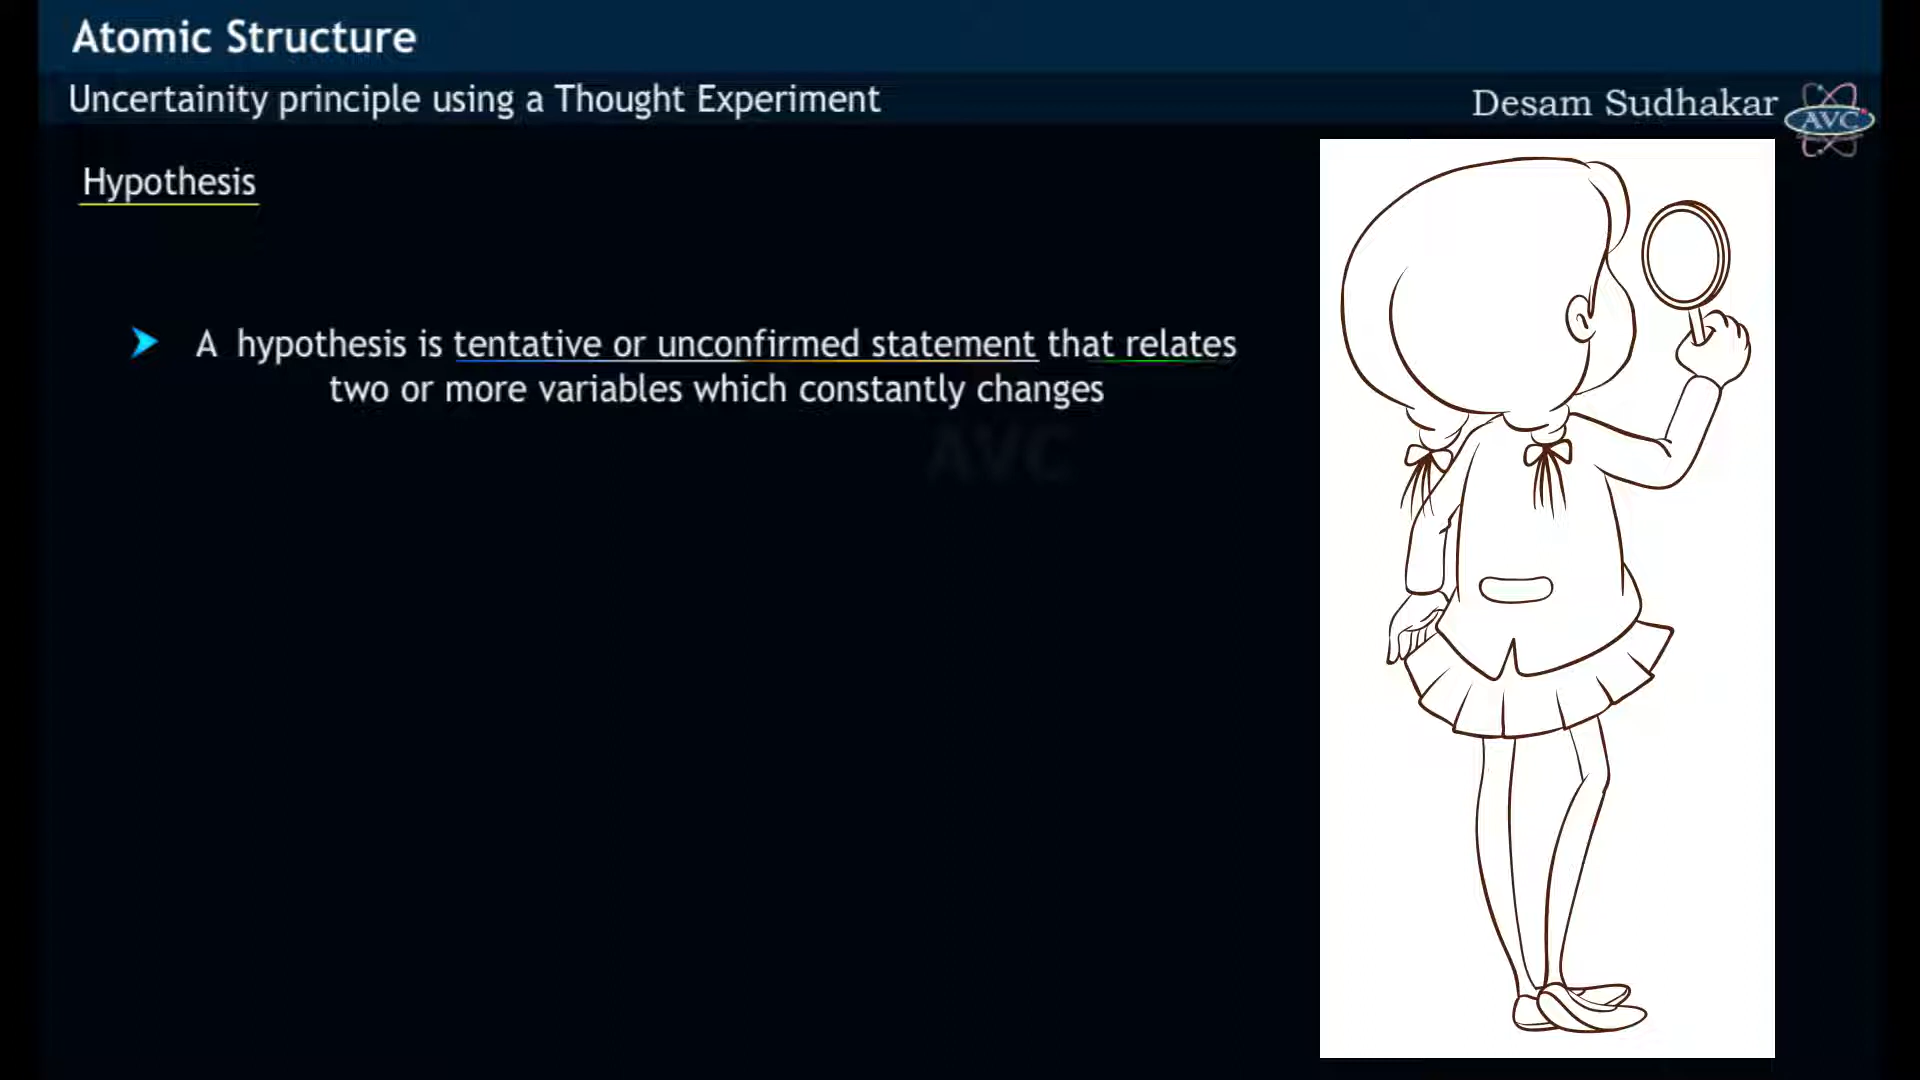 Atomic Structure
Uncertainity principle using a Thought Experiment
Desam Sudhakar
AVC
Hypothesis
A hypothesis is tentative or unconfirmed statement that relates
two or more variables which constantly changes
AVC